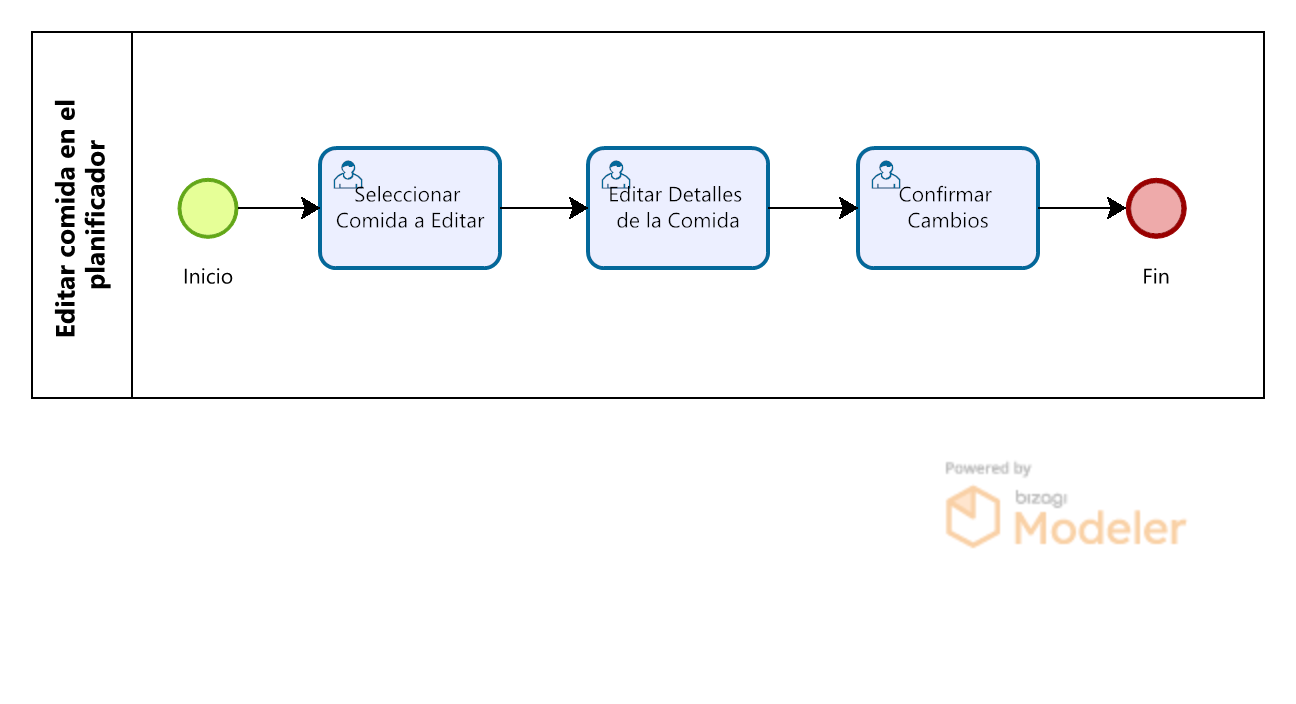 Editar comida en el
planificador
Seleccionar
Comida a Editar
Editar Detalles
de la Comida
Confirmar
Cambios
Inicio
Fin
Powered by
bizagi
Modeler